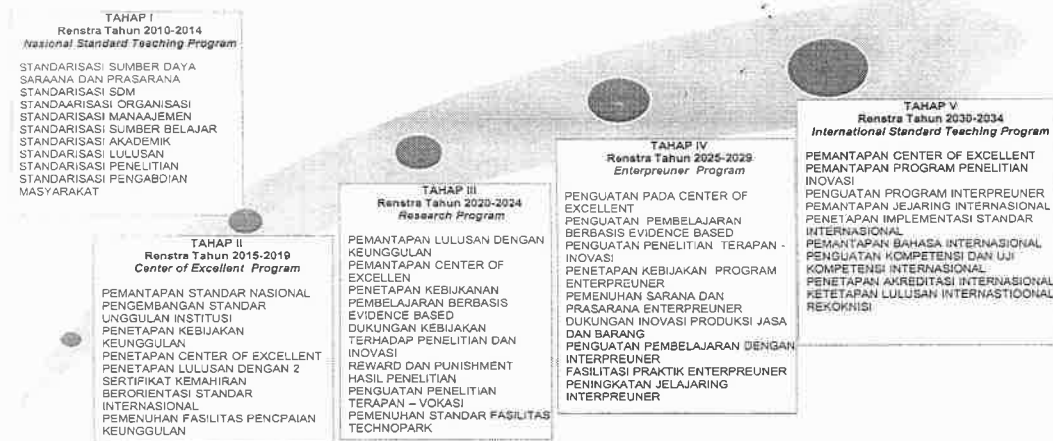 TAHAP I
Renstra Tahun 2010-2014
Nasional Standard Teaching Program
STANDARISASI SUMBER DAYA
SARAANA DAN PRASARANA
STANDARISASI SDM
STANDAARISASI ORGANISASI
STANDARISASI MANAAJEMEN
STANDARISASI SUMBER BELAJAR
STANDARISASI AKADEMIK
STANDARISASI LULUSAN
STANDARISASI PENELITIAN
STANDARISASI PENGABDIAN
MASYARAKAT
TAHAP II
Renstra Tahun 2015-2019
Center of Excellent Program
PEMANTAPAN STANDAR NASIONAL
PENGEMBANGAN STANDAR
UNGGULAN INSTITUSI
PENETAPAN KEBIJAKAN
KEUNGGULAN
PENETAPAN CENTER OF EXCELLENT
PENETAPAN LULUSAN DENGAN 2
SERTIFIKAT KEMAHIRAN
BERORIENTASI STANDAR
INTERNASIONAL
PEMENUHAN FASILITAS PENCPAIAN
KEUNGGULAN
TAHAP III
Renstra Tahun 2020-2024
Research Program
PEMANTAPAN LULUSAN DENGAN
KEUNGGULAN
PEMANTAPAN CENTER OF
EXCELLEN
PENETAPAN KEBIJKANAN
PEMBELAJARAN BERBASIS
EVIDENCE BASED
DUKUNGAN KEBIJAKAN
TERHADAP PENELITIAN DAN
INOVASI
REWARD DAN PUNISHMENT
HASIL PENELITIAN
PENGUATAN PENELITIAN
TERAPAN – VOKASI
PEMENUHAN STANDAR FASILITAS
TECHNOPARK
TAHAP IV
Renstra Tahun 2025-2029
Enterpreuner Program
PENGUATAN PADA CENTER OF
EXCELLENT
PENGUATAN PEMBELAJARAN
BERBASIS EVIDENCE BASED
PENGUATAN PENELITIAN TERAPAN -
INOVASI
PENETAPAN KEBIJAKAN PROGRAM
ENTERPREUNER
PEMENUHAN SARANA DAN
PRASARANA ENTERPREUNER
DUKUNGAN INOVASI PRODUKSI JASA
DAN BARANG
PENGUATAN PEMBELAJARAN DENGAN
INTERPREUNER
FASILITASI PRAKTIK ENTERPREUNER
PENINGKATAN JELAJARING
INTERPREUNER
TAHAP V
Renstra Tahun 2030-2034
International Standard Teaching Program
PEMANTAPAN CENTER OF EXCELLENT
PEMANTAPAN PROGRAM PENELITIAN
INOVASI
PENGUATAN PROGRAM INTERPREUNER
PEMANTAPAN JEJARING INTERNASIONAL
PENETAPAN IMPLEMENTASI STANDAR
INTERNASIONAL
PEMANTAPAN BAHASA INTERNASIONAL
PENGUATAN KOMPETENSI DAN UJI
KOMPETENSI INTERNASIONAL
PENETAPAN AKREDITASI INTERNASIONAL
KETETAPAN LULUSAN INTERNASTIOONAL
REKOKNISI